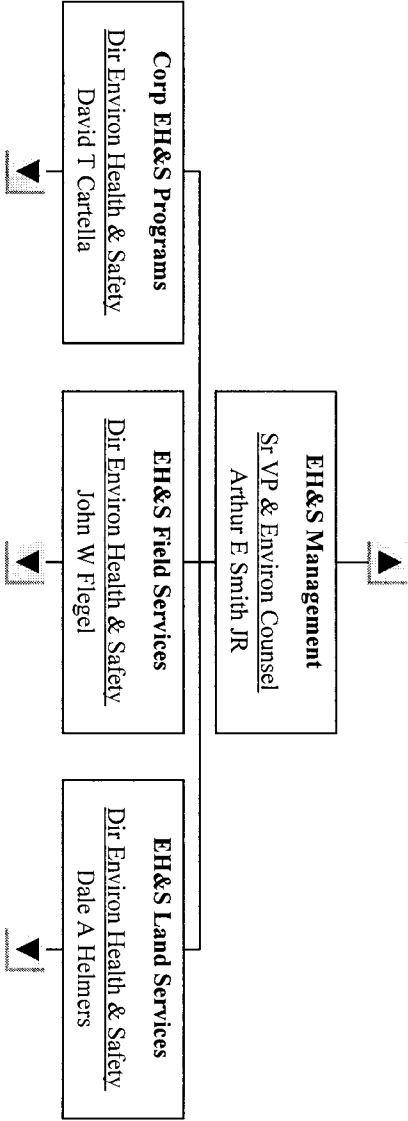 EH&S Management
Sr VP & Environ Counsel
Arthur E Smith JR
Corp EH&S Programs
Dir Environ Health & Safety
David T Cartella
EH&S Field Services
Dir Environ Health & Safety
John W Flegel
EH&S Land Services
Dir Environ Health & Safety
Dale A Helmers